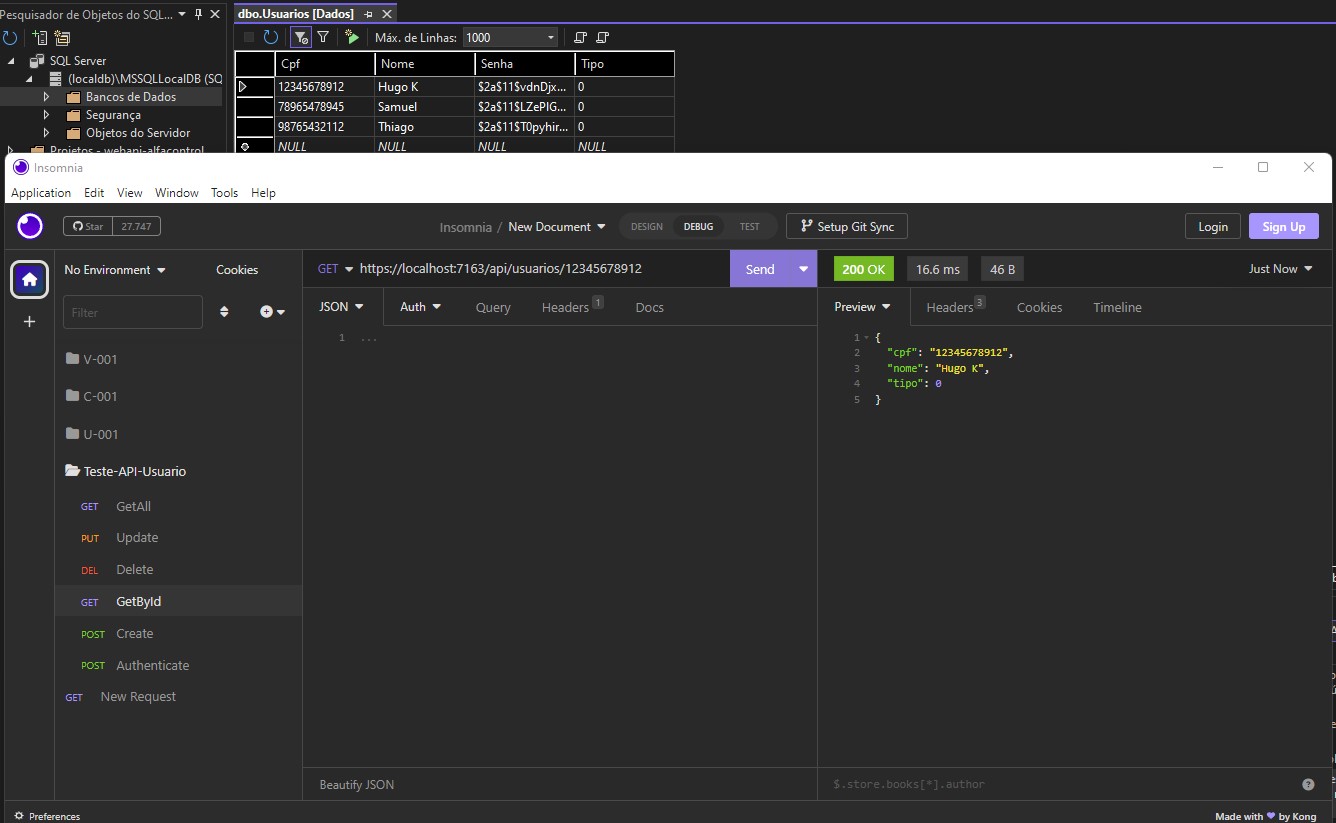 Pesquisador de Objetos do SQL...
dbo.Usuarios [Dados]
Máx. de Linhas: 1000
SQL Server
(localdb)\MSSQLLocalDB (SQ
Bancos de Dados
Segurança
Objetos do Servidor
Projetos - webapi-alfacontrol
Cpf Nome Senha Tipo
12345678912 Hugo K $2a$11$vdnDjx... 0
78965478945 Samuel $2a$11$LZePIG... 0
98765432112 Thiago $2a$11$T0pyhir... 0
NULL NULL NULL NULL
Insomnia
Application Edit View Window Tools Help
Star 27.747
Insomnia / New Document
DESIGN DEBUG TEST
Setup Git Sync
Login Sign Up
No Environment Cookies
Filter
V-001
C-001
U-001
Teste-API-Usuario
GET GetAll
PUT Update
DEL Delete
GET GetById
POST Create
POST Authenticate
GET New Request
GET https://localhost:7163/api/usuarios/12345678912 Send
JSON Auth Query Headers 1 Docs
1 ...
Beautify JSON
200 OK 16.6 ms 46 B Just Now
Preview Headers 3 Cookies Timeline
1 {
2 "cpf": "12345678912",
3 "nome": "Hugo K",
4 "tipo": 0
5 }
$.store.books[*].author
Preferences
Made with ❤ by Kong